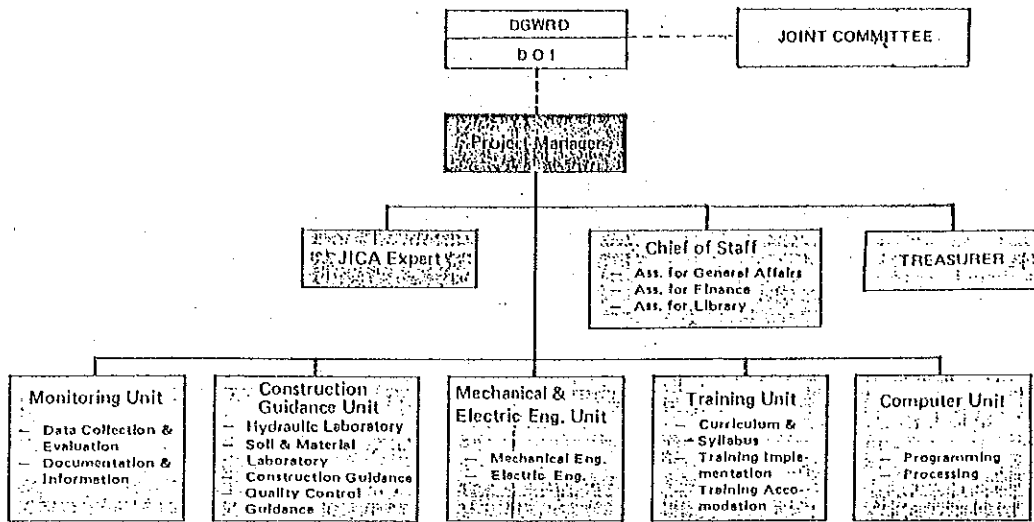 DGWRD
JOINT COMMITTEE
D O I
Project Manager
JICA Expert
Chief of Staff
— Ass. for General Affairs
— Ass. for Finance
— Ass. for Library
TREASURER
Monitoring Unit
— Data Collection &
Evaluation
— Documentation &
Information
Construction
Guidance Unit
— Hydraulic Laboratory
— Soil & Material
Laboratory
— Construction Guidance
— Quality Control
Guidance
Mechanical &
Electric Eng. Unit
— Mechanical Eng.
— Electric Eng.
Training Unit
— Curriculum &
Syllabus
— Training Imple-
mentation
— Training Acco-
modation
Computer Unit
— Programming
— Processing